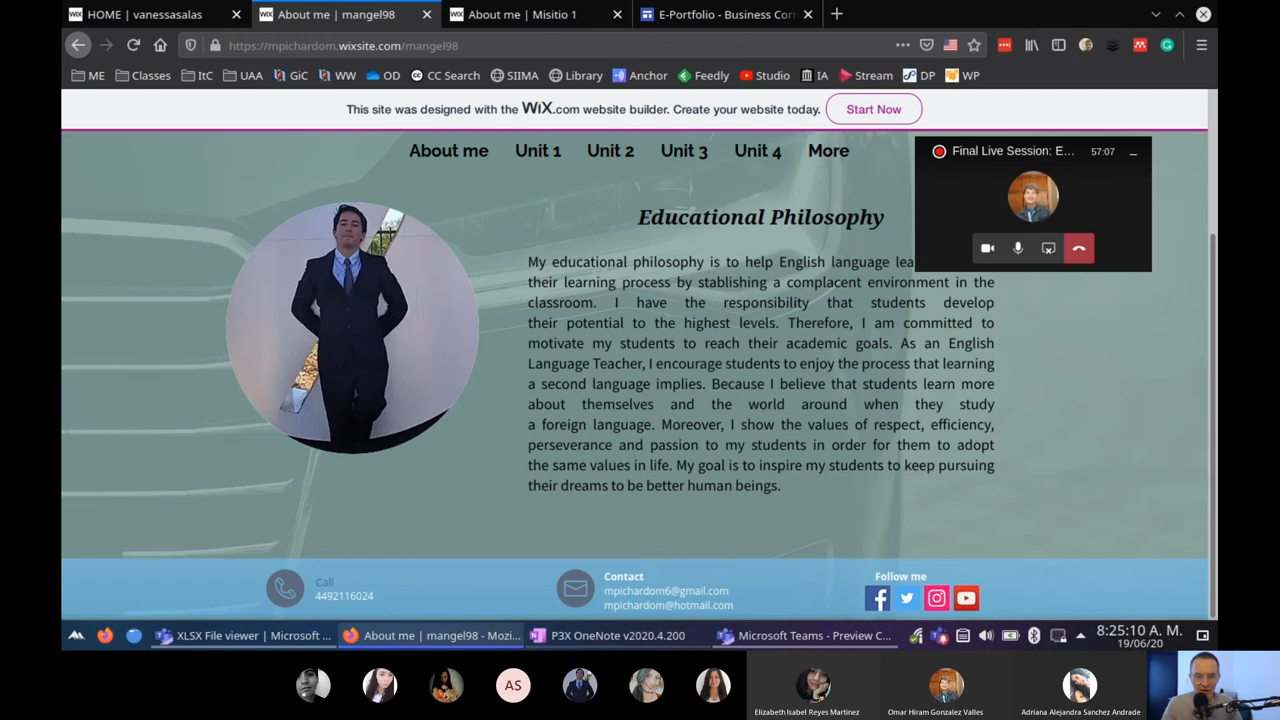 HOME | vanessasalas
About me | mangel98
About me | Misitio 1
E-Portfolio - Business Corr
https://mpichardom.wixsite.com/mangel98
ME Classes ItC UAA GiC WW OD CC Search SIIMA Library Anchor Feedly Studio IA Stream DP WP
This site was designed with the WiX.com website builder. Create your website today. Start Now
About me Unit 1 Unit 2 Unit 3 Unit 4 More
Final Live Session: E... 57:07
Educational Philosophy
My educational philosophy is to help English language lea
their learning process by stablishing a complacent environment in the
classroom. I have the responsibility that students develop
their potential to the highest levels. Therefore, I am committed to
motivate my students to reach their academic goals. As an English
Language Teacher, I encourage students to enjoy the process that learning
a second language implies. Because I believe that students learn more
about themselves and the world around when they study
a foreign language. Moreover, I show the values of respect, efficiency,
perseverance and passion to my students in order for them to adopt
the same values in life. My goal is to inspire my students to keep pursuing
their dreams to be better human beings.
Call
4492116024
Contact
mpichardom6@gmail.com
mpichardom@hotmail.com
Follow me
XLSX File viewer | Microsoft ...
About me | mangel98 - Mozi...
P3X OneNote v2020.4.200
Microsoft Teams - Preview C...
8:25:10 A. M.
19/06/20
AS
Elizabeth Isabel Reyes Martinez
Omar Hiram Gonzalez Valles
Adriana Alejandra Sanchez Andrade